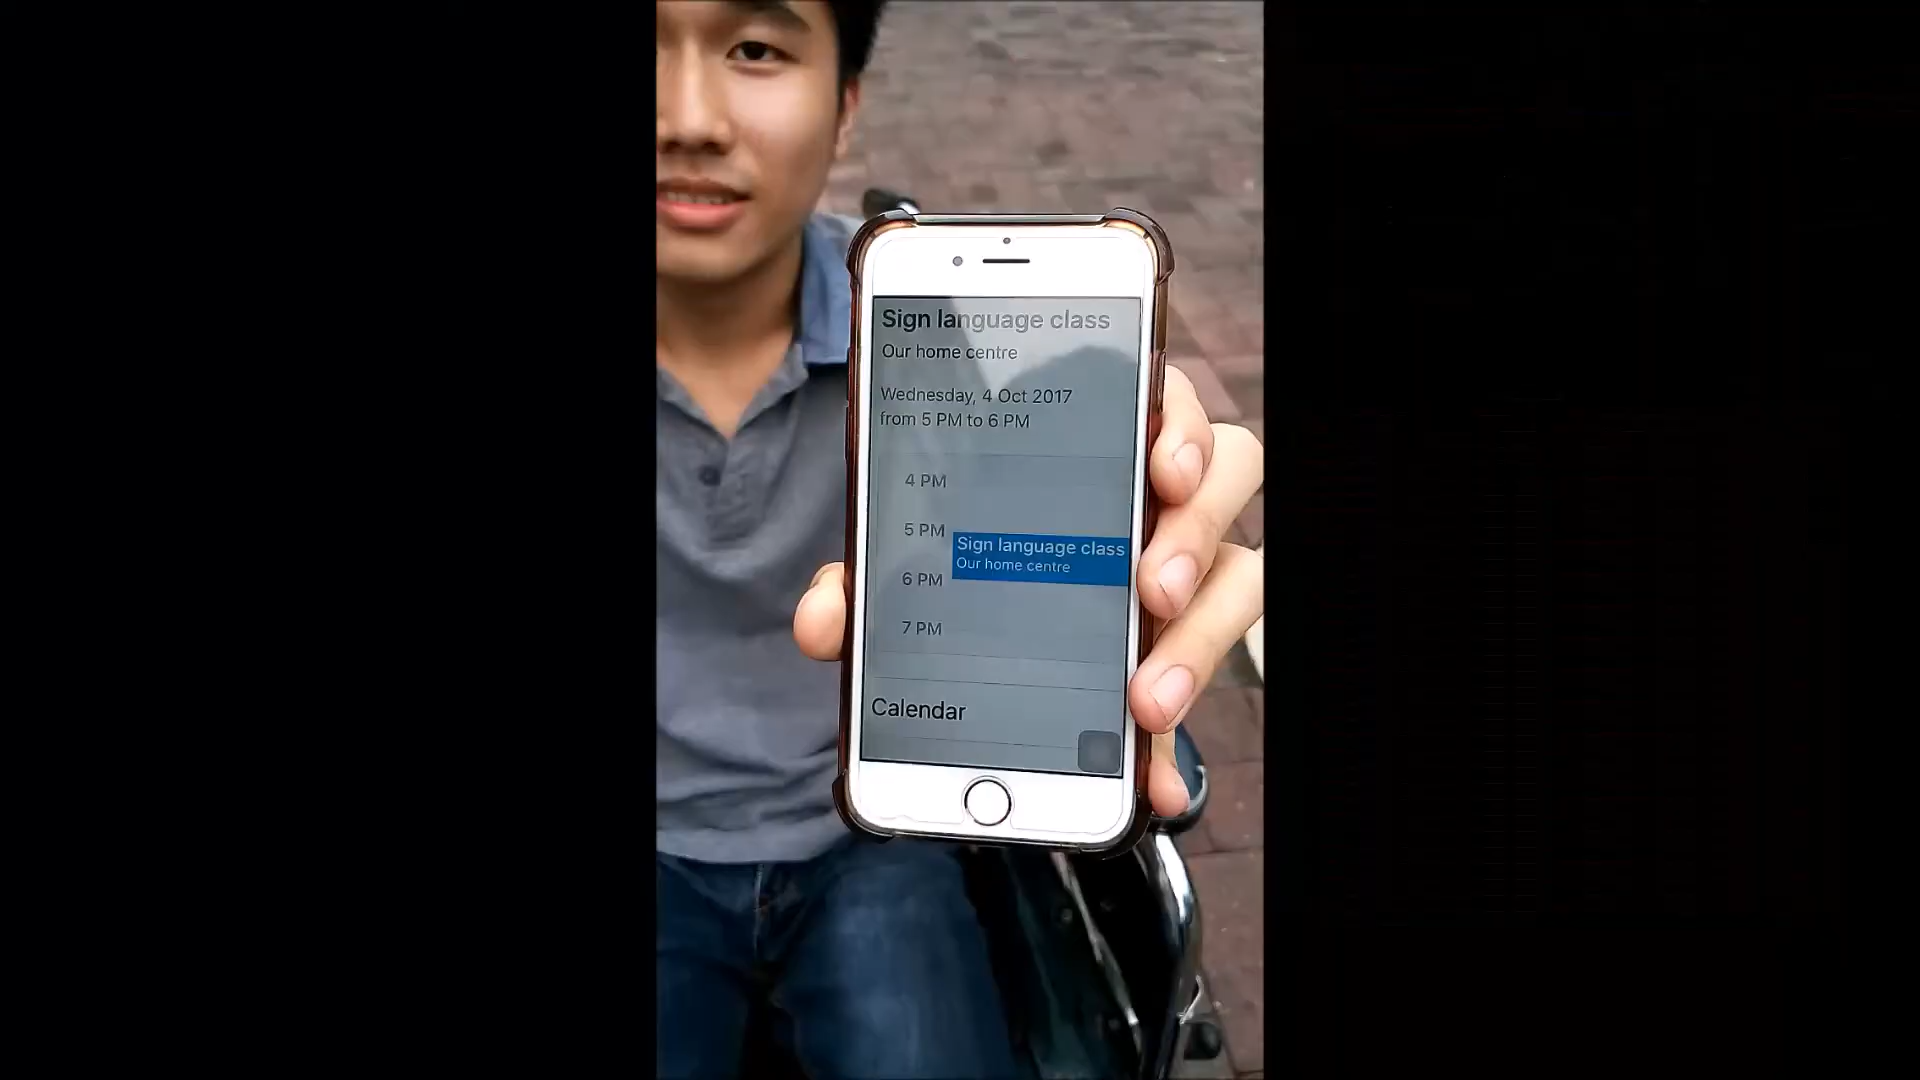 Sign language class
Our home centre
Wednesday, 4 Oct 2017
from 5 PM to 6 PM
4 PM
5 PM
Sign language class
Our home centre
6 PM
7 PM
Calendar